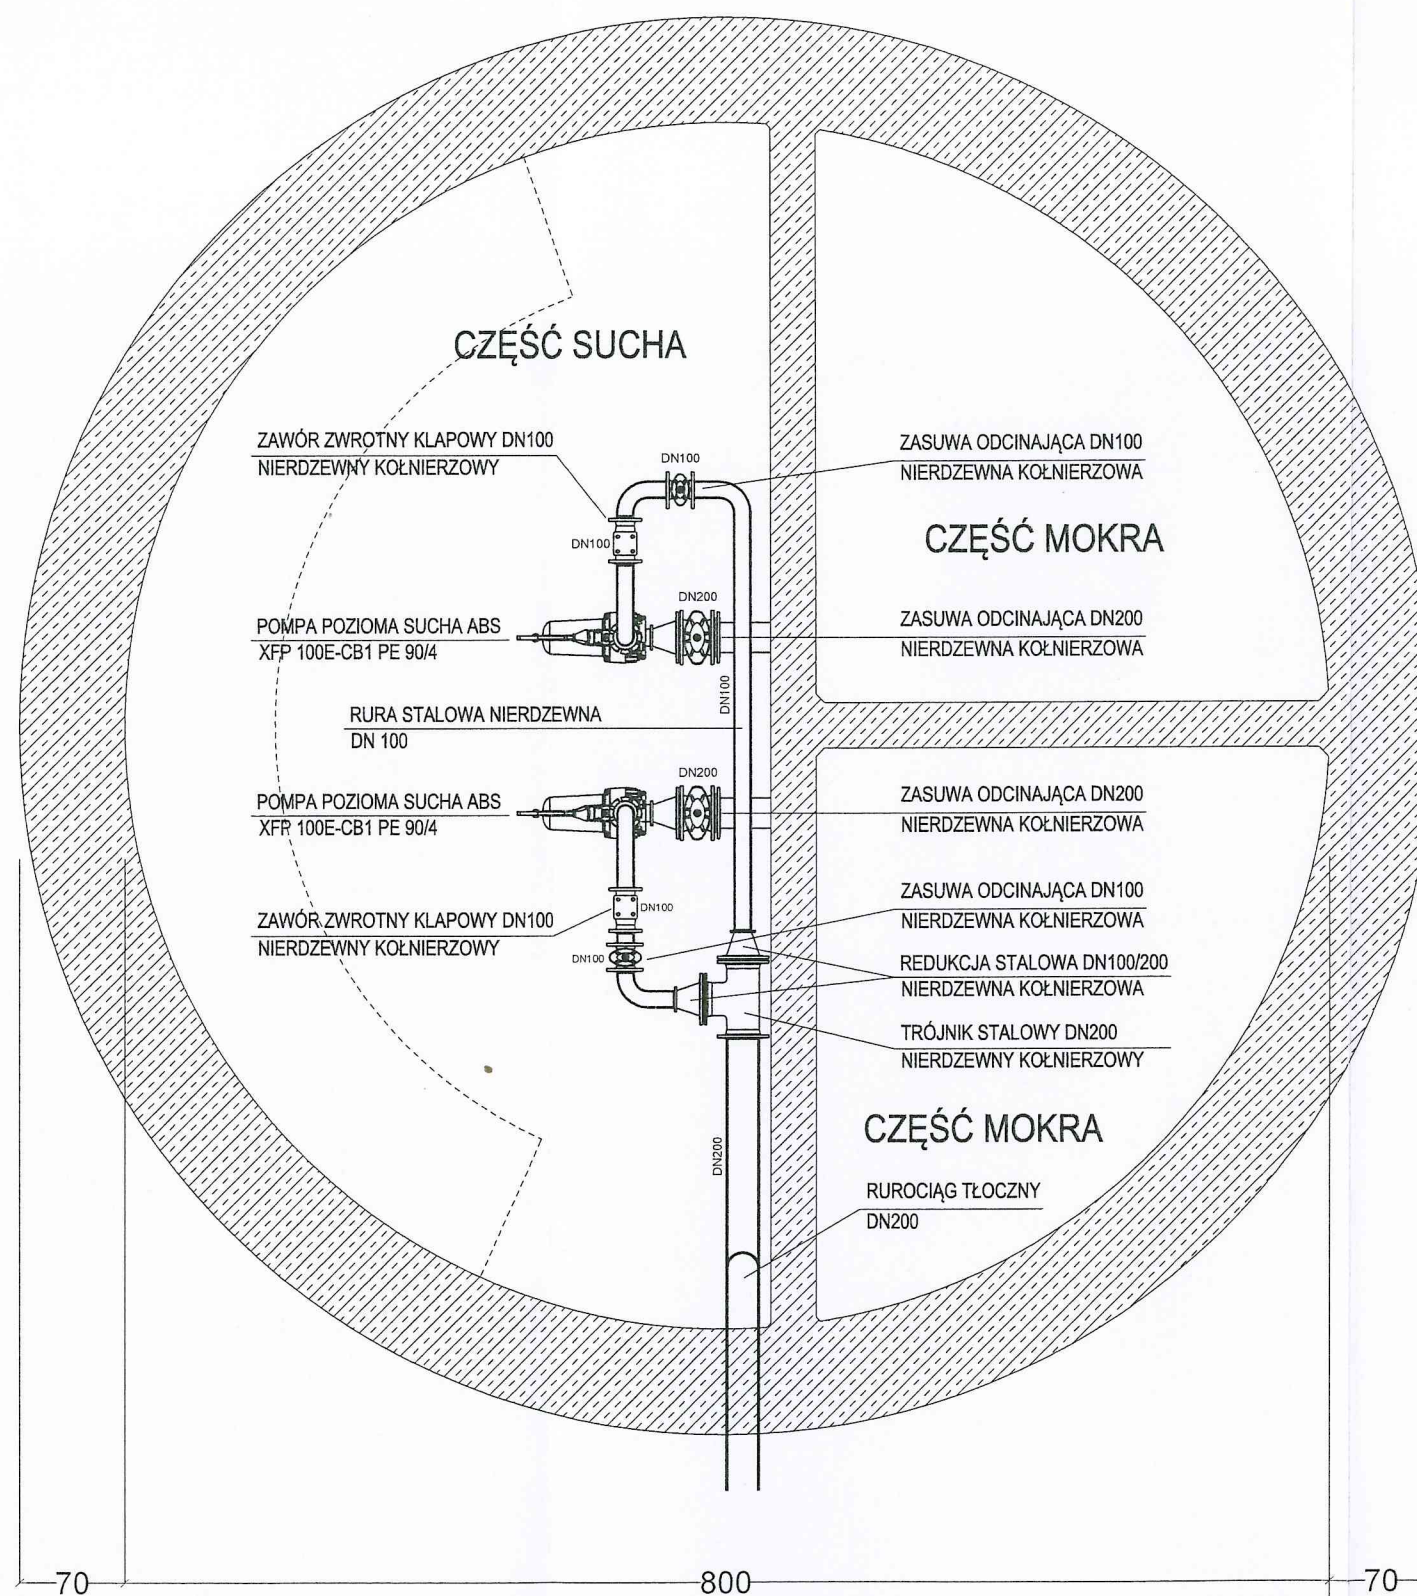 CZĘŚĆ SUCHA
ZAWÓR ZWROTNY KLAPOWY DN100
NIERDZEWNY KOŁNIERZOWY
DN100
ZASUWA ODCINAJĄCA DN100
NIERDZEWNA KOŁNIERZOWA
DN100
CZĘŚĆ MOKRA
DN200
POMPA POZIOMA SUCHA ABS
XFP 100E-CB1 PE 90/4
ZASUWA ODCINAJĄCA DN200
NIERDZEWNA KOŁNIERZOWA
DN100
RURA STALOWA NIERDZEWNA
DN 100
DN200
POMPA POZIOMA SUCHA ABS
XFP 100E-CB1 PE 90/4
ZASUWA ODCINAJĄCA DN200
NIERDZEWNA KOŁNIERZOWA
ZAWÓR ZWROTNY KLAPOWY DN100
NIERDZEWNY KOŁNIERZOWY
DN100
DN100
ZASUWA ODCINAJĄCA DN100
NIERDZEWNA KOŁNIERZOWA
REDUKCJA STALOWA DN100/200
NIERDZEWNA KOŁNIERZOWA
TRÓJNIK STALOWY DN200
NIERDZEWNY KOŁNIERZOWY
CZĘŚĆ MOKRA
DN200
RUROCIĄG TŁOCZNY
DN200
70
800
70